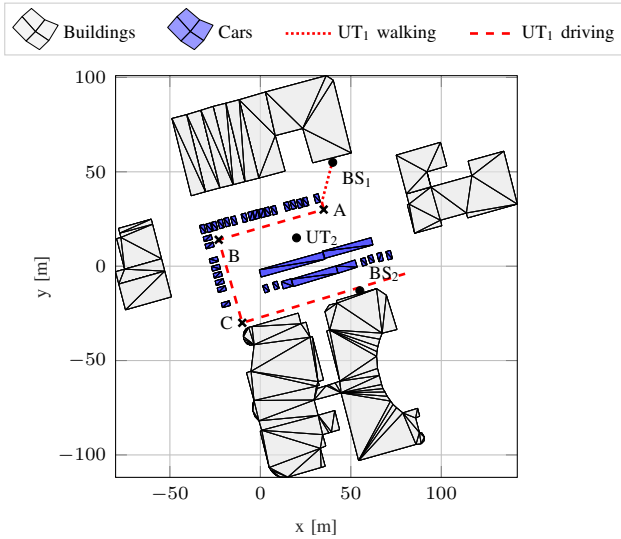 Buildings Cars UT₁ walking UT₁ driving
100
50
0
−50
−100
y [m]
BS₁
A
UT₂
B
BS₂
C
−50 0 50 100
x [m]